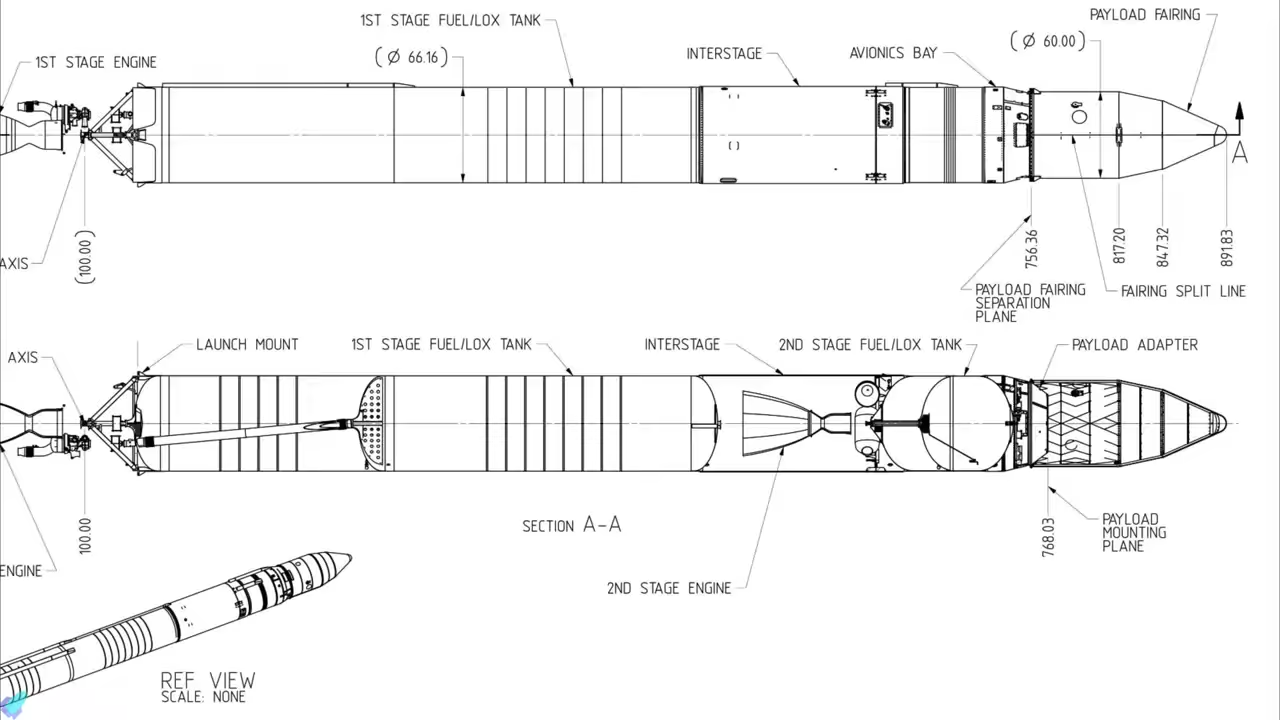 PAYLOAD FAIRING
1ST STAGE FUEL/LOX TANK
(Ø 66.16)
INTERSTAGE
AVIONICS BAY
(Ø 60.00)
1ST STAGE ENGINE
A
AXIS
(100.00)
756.36
817.20
847.32
891.83
PAYLOAD FAIRING
SEPARATION
PLANE
FAIRING SPLIT LINE
AXIS
LAUNCH MOUNT
1ST STAGE FUEL/LOX TANK
INTERSTAGE
2ND STAGE FUEL/LOX TANK
PAYLOAD ADAPTER
100.00
SECTION A-A
768.03
PAYLOAD
MOUNTING
PLANE
ENGINE
2ND STAGE ENGINE
REF VIEW
SCALE: NONE